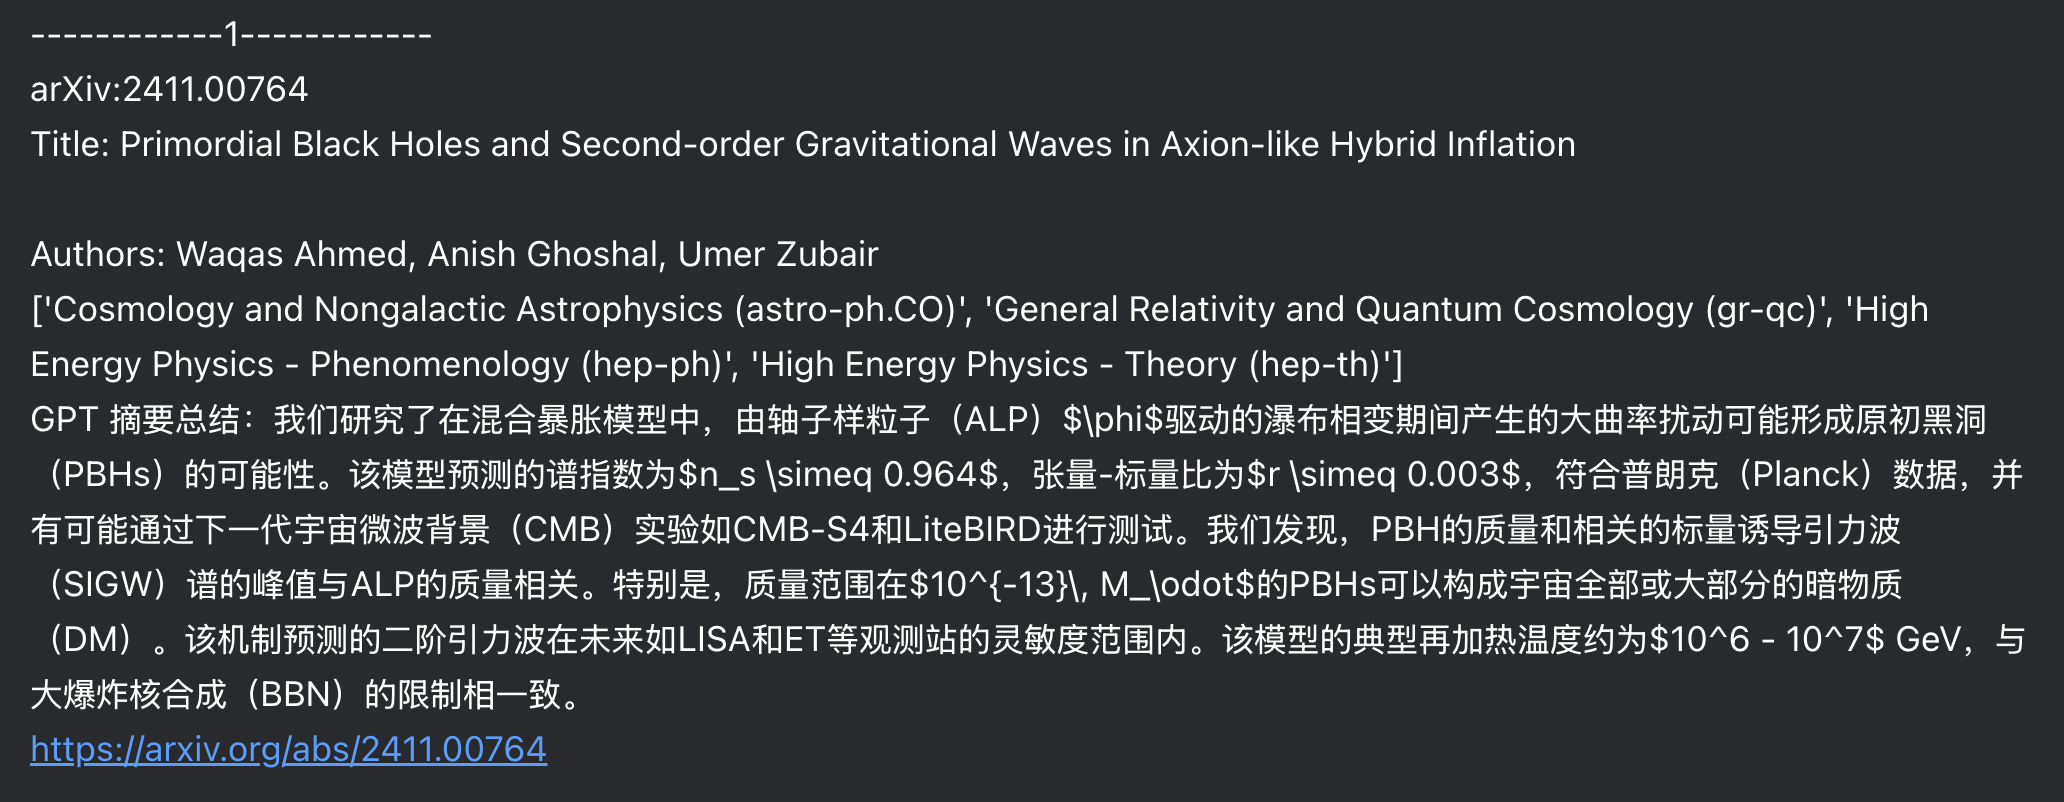 ------------1------------
arXiv:2411.00764
Title: Primordial Black Holes and Second-order Gravitational Waves in Axion-like Hybrid Inflation
Authors: Waqas Ahmed, Anish Ghoshal, Umer Zubair
['Cosmology and Nongalactic Astrophysics (astro-ph.CO)', 'General Relativity and Quantum Cosmology (gr-qc)', 'High
Energy Physics - Phenomenology (hep-ph)', 'High Energy Physics - Theory (hep-th)']
GPT 摘要总结：我们研究了在混合暴胀模型中，由轴子样粒子（ALP）$\phi$驱动的瀑布相变期间产生的大曲率扰动可能形成原初黑洞
（PBHs）的可能性。该模型预测的谱指数为$n_s \simeq 0.964$，张量-标量比为$r \simeq 0.003$，符合普朗克（Planck）数据，并
有可能通过下一代宇宙微波背景（CMB）实验如CMB-S4和LiteBIRD进行测试。我们发现，PBH的质量和相关的标量诱导引力波
（SIGW）谱的峰值与ALP的质量相关。特别是，质量范围在$10^{-13}\, M_\odot$的PBHs可以构成宇宙全部或大部分的暗物质
（DM）。该机制预测的二阶引力波在未来如LISA和ET等观测站的灵敏度范围内。该模型的典型再加热温度约为$10^6 - 10^7$ GeV，与
大爆炸核合成（BBN）的限制相一致。
https://arxiv.org/abs/2411.00764